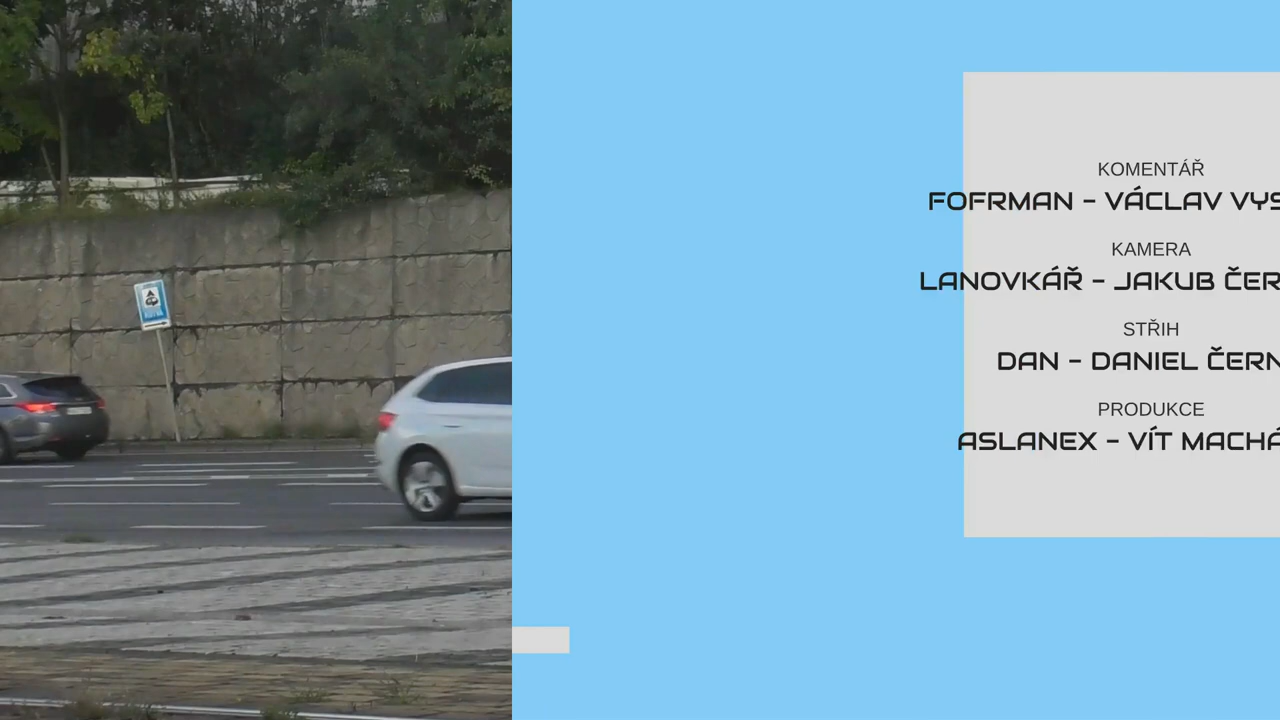 KOMENTÁŘ
FOFRMAN - VÁCLAV
KAMERA
LANOVKÁŘ - JAKUB
STŘIH
DAN - DANIEL
PRODUKCE
ASLANEX - VÍT